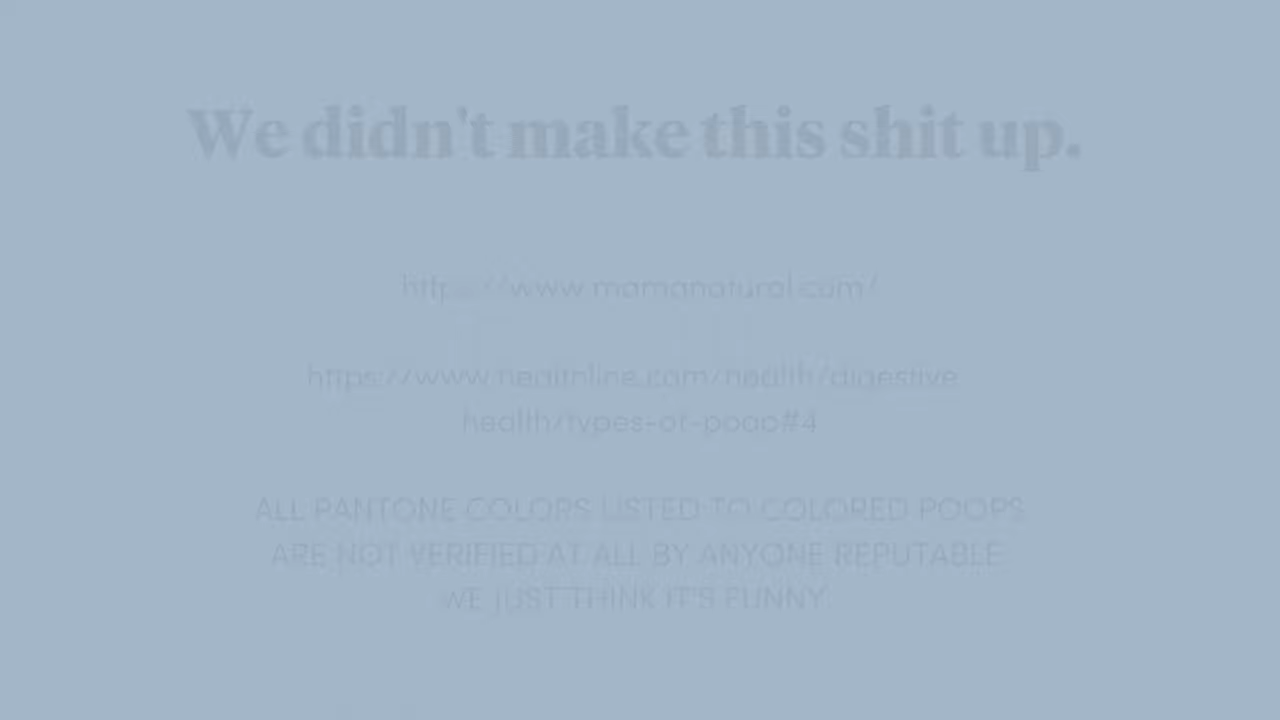 We didn't make this shit up.
https://www.mamanatural.com/
https://www.healthline.com/health/digestive
health/types-of-poop#4
ALL PANTONE COLORS LISTED TO COLORED POOPS
ARE NOT VERIFIED AT ALL BY ANYONE REPUTABLE
WE JUST THINK IT'S FUNNY.